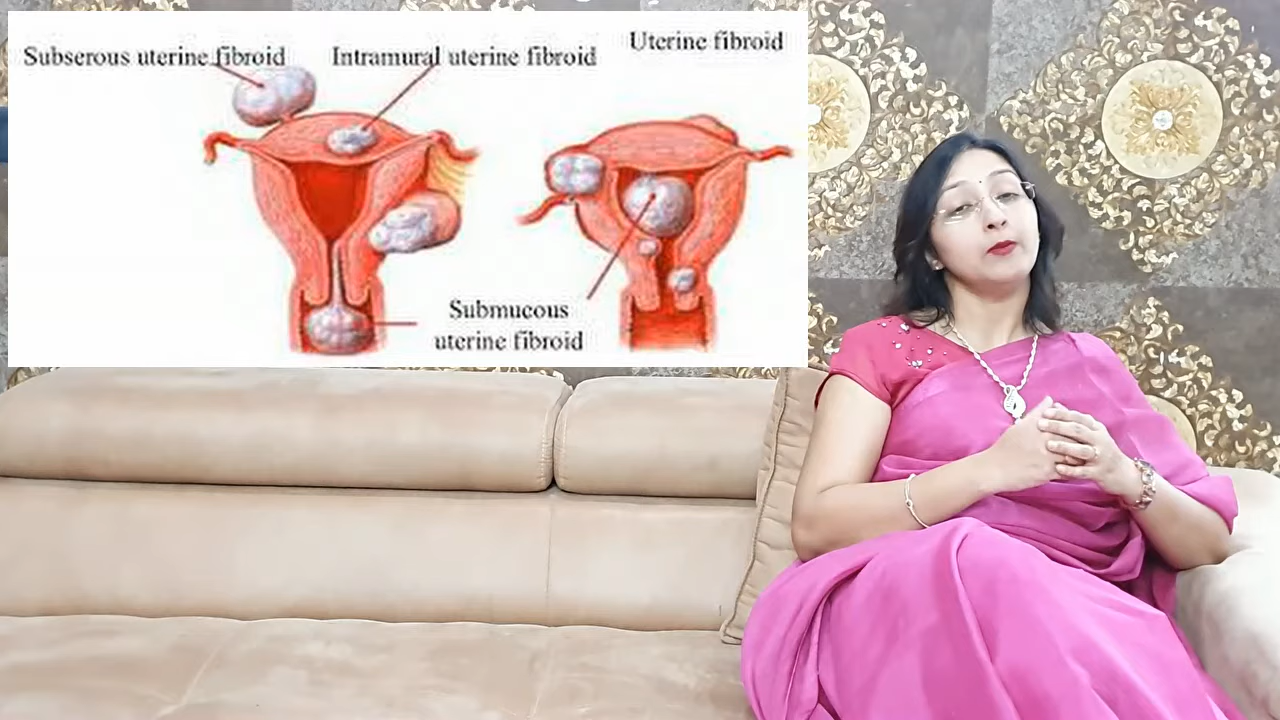 Subserous uterine fibroid
Intramural uterine fibroid
Uterine fibroid
Submucous
uterine fibroid